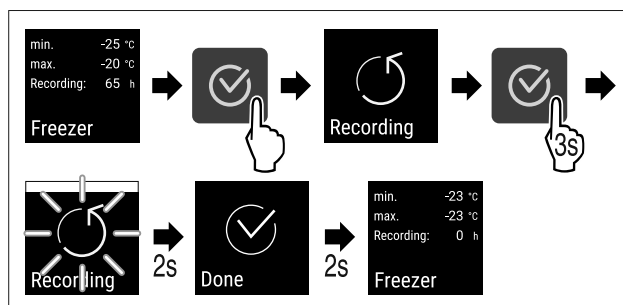 min. -25 °C
max. -20 °C
Recording: 65 h
Freezer
Recording
3s
Recording
2s
Done
2s
min. -23 °C
max. -23 °C
Recording: 0 h
Freezer